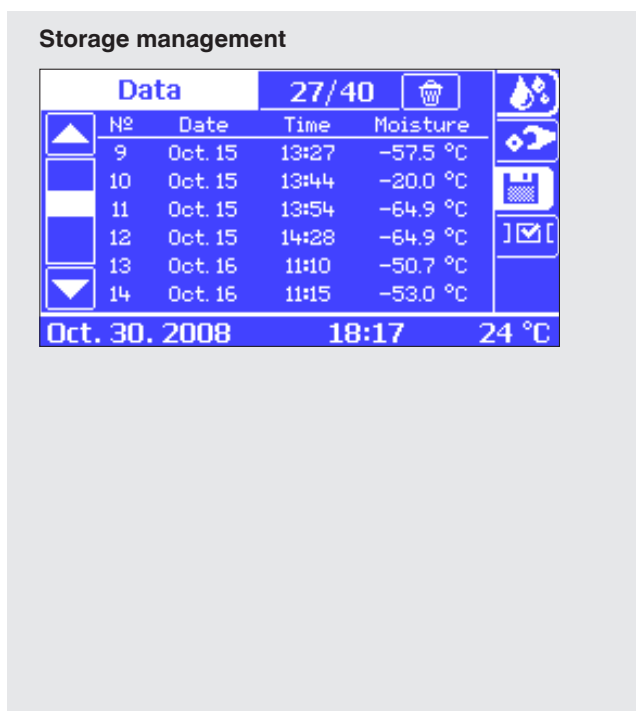 Storage management
Data 27/40
Nº Date Time Moisture
9 Oct. 15 13:27 -57.5 °C
10 Oct. 15 13:44 -20.0 °C
11 Oct. 15 13:54 -64.9 °C
12 Oct. 15 14:28 -64.9 °C
13 Oct. 16 11:10 -50.7 °C
14 Oct. 16 11:15 -53.0 °C
Oct. 30. 2008 18:17 24 °C